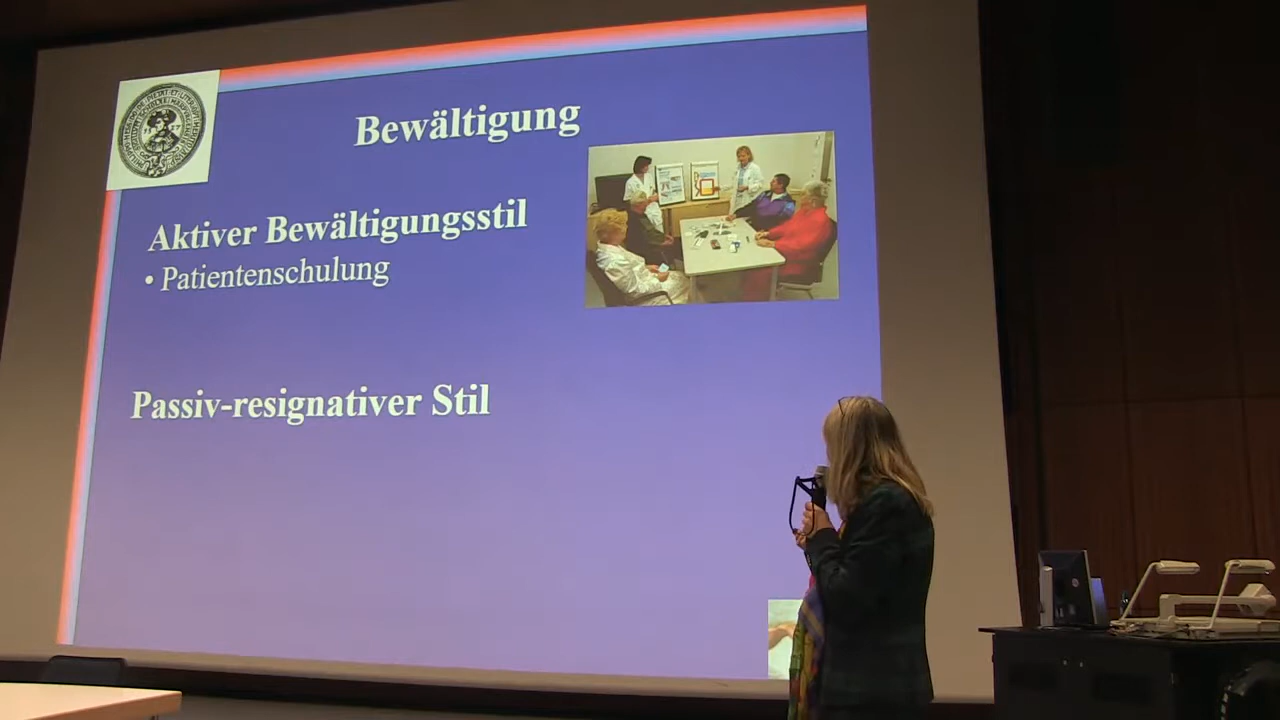 Bewältigung
Aktiver Bewältigungsstil
• Patientenschulung
Passiv-resignativer Stil